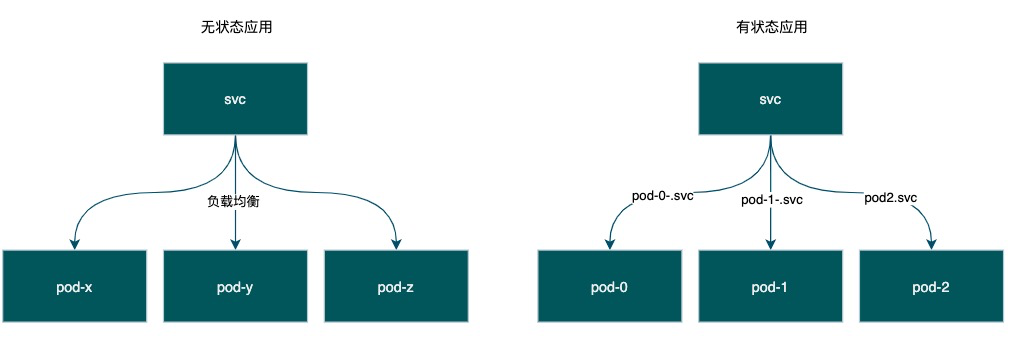 无状态应用
svc
负载均衡
pod-x
pod-y
pod-z
有状态应用
svc
pod-0-.svc
pod-1-.svc
pod2.svc
pod-0
pod-1
pod-2